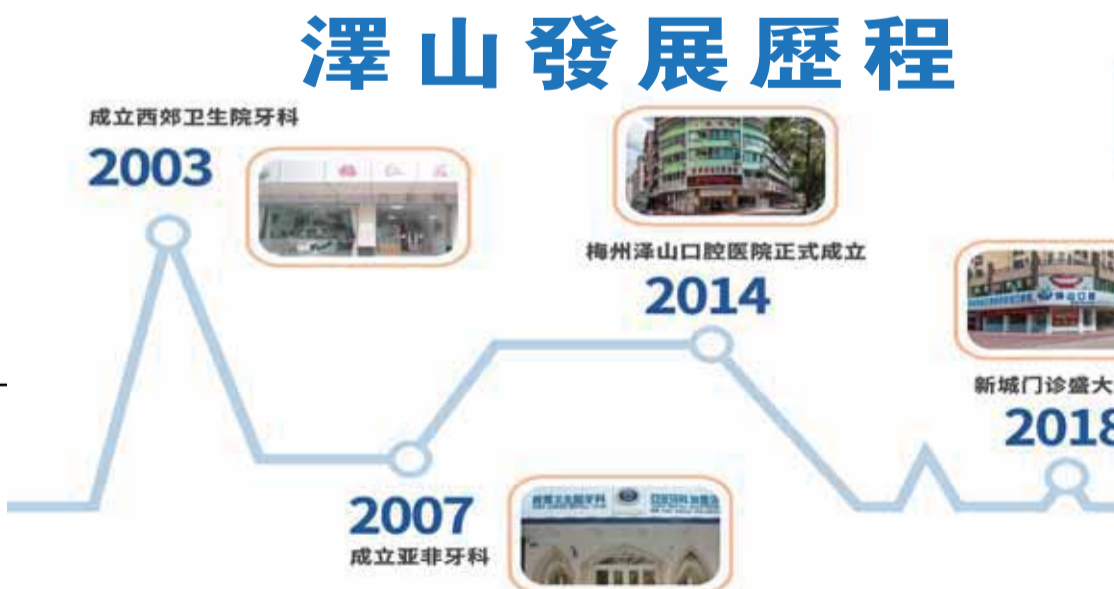 澤山發展歷程
成立西郊卫生院牙科
2003
梅州泽山口腔医院正式成立
2014
新城门诊盛大
2018
2007
成立亚非牙科